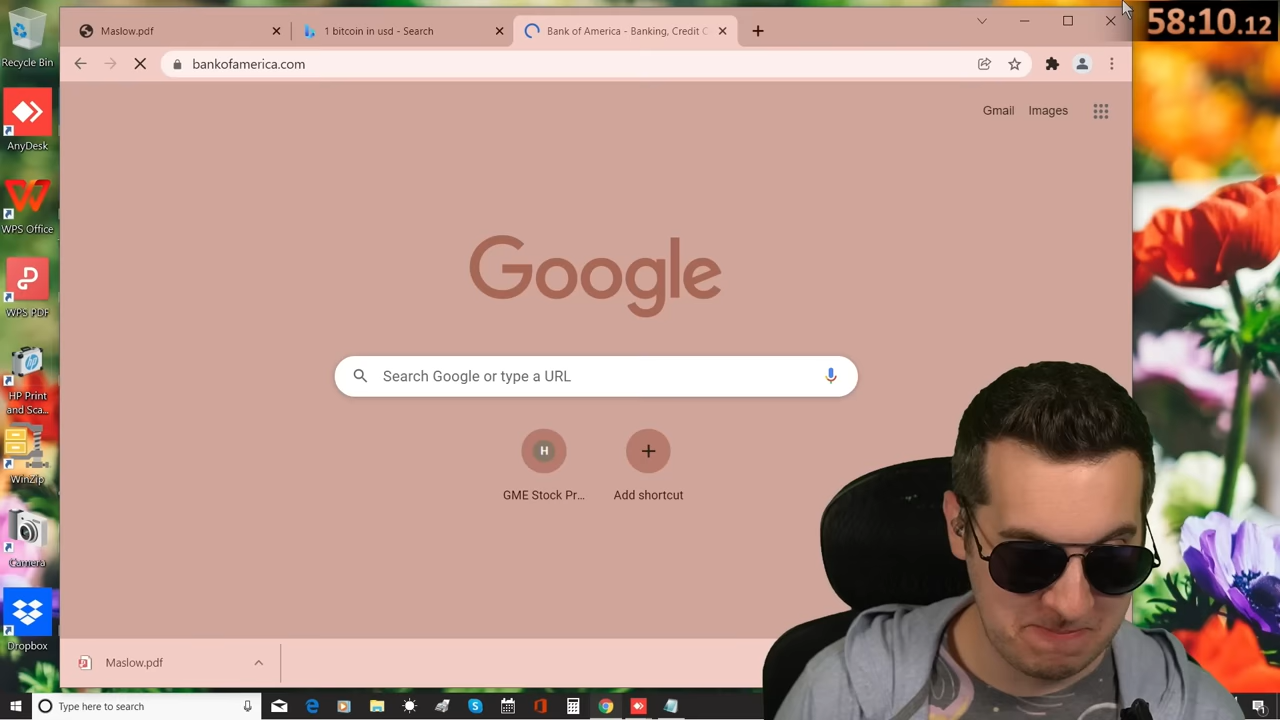 58:10.12
Maslow.pdf
1 bitcoin in usd - Search
Bank of America - Banking, Credit C
bankofamerica.com
Gmail
Images
Google
Search Google or type a URL
H
GME Stock Pr...
Add shortcut
Recycle Bin
AnyDesk
WPS Office
WPS PDF
HP Print
and Sca...
WinZip
Camera
Dropbox
Maslow.pdf
Type here to search